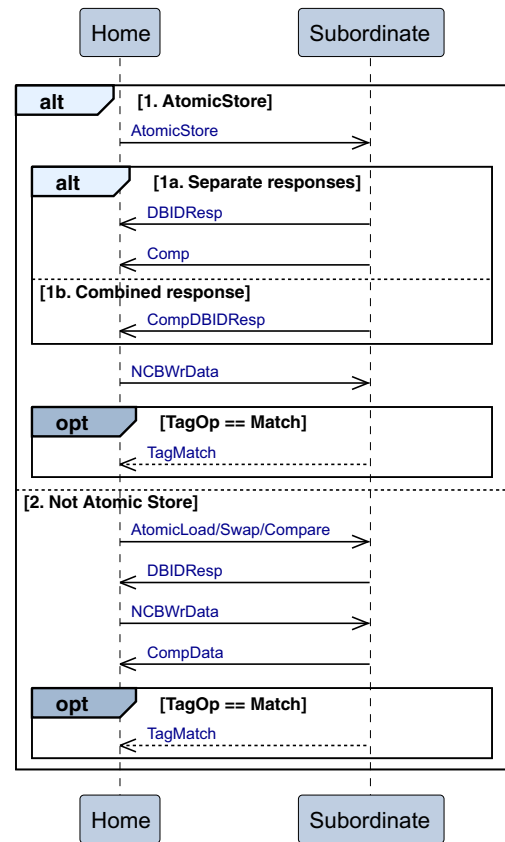 Home Subordinate
alt [1. AtomicStore]
AtomicStore
alt [1a. Separate responses]
DBIDResp
Comp
[1b. Combined response]
CompDBIDResp
NCBWrData
opt [TagOp == Match]
TagMatch
[2. Not Atomic Store]
AtomicLoad/Swap/Compare
DBIDResp
NCBWrData
CompData
opt [TagOp == Match]
TagMatch
Home Subordinate